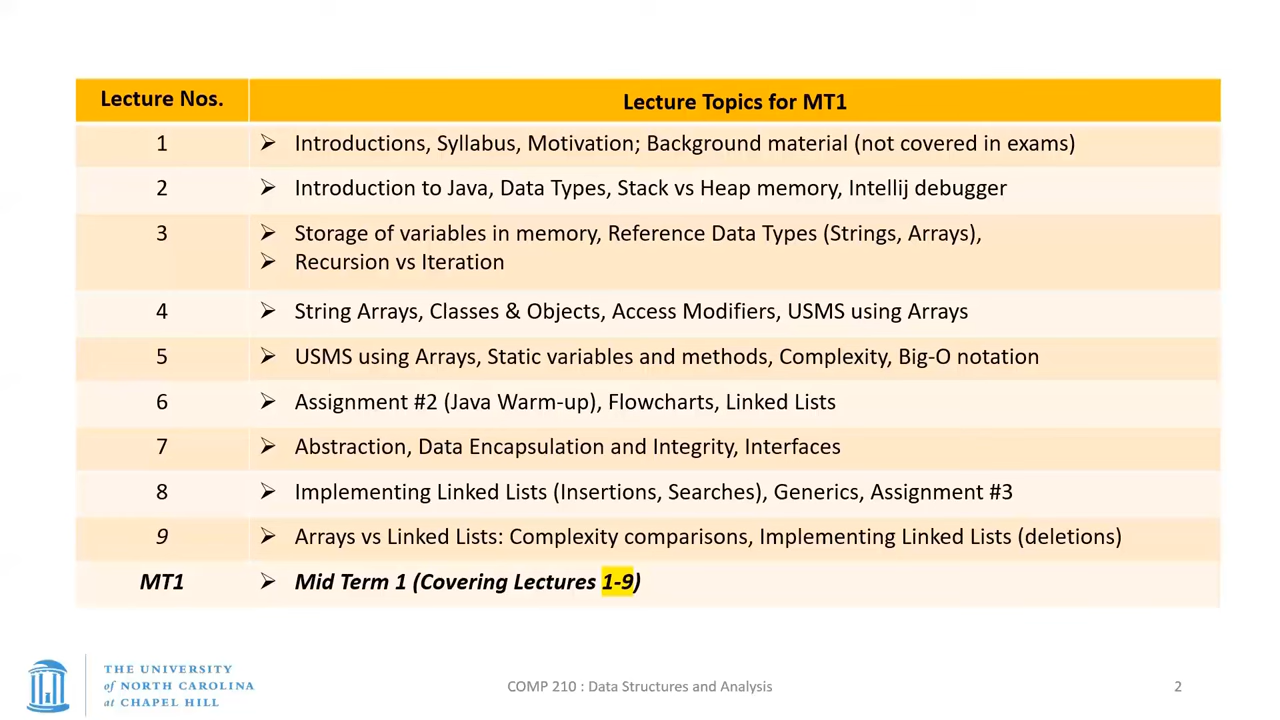 Lecture Nos. Lecture Topics for MT1
1 ➢ Introductions, Syllabus, Motivation; Background material (not covered in exams)
2 ➢ Introduction to Java, Data Types, Stack vs Heap memory, Intellij debugger
3 ➢ Storage of variables in memory, Reference Data Types (Strings, Arrays),
➢ Recursion vs Iteration
4 ➢ String Arrays, Classes & Objects, Access Modifiers, USMS using Arrays
5 ➢ USMS using Arrays, Static variables and methods, Complexity, Big-O notation
6 ➢ Assignment #2 (Java Warm-up), Flowcharts, Linked Lists
7 ➢ Abstraction, Data Encapsulation and Integrity, Interfaces
8 ➢ Implementing Linked Lists (Insertions, Searches), Generics, Assignment #3
9 ➢ Arrays vs Linked Lists: Complexity comparisons, Implementing Linked Lists (deletions)
MT1 ➢ Mid Term 1 (Covering Lectures 1-9)
THE UNIVERSITY
of NORTH CAROLINA
at CHAPEL HILL
COMP 210 : Data Structures and Analysis
2